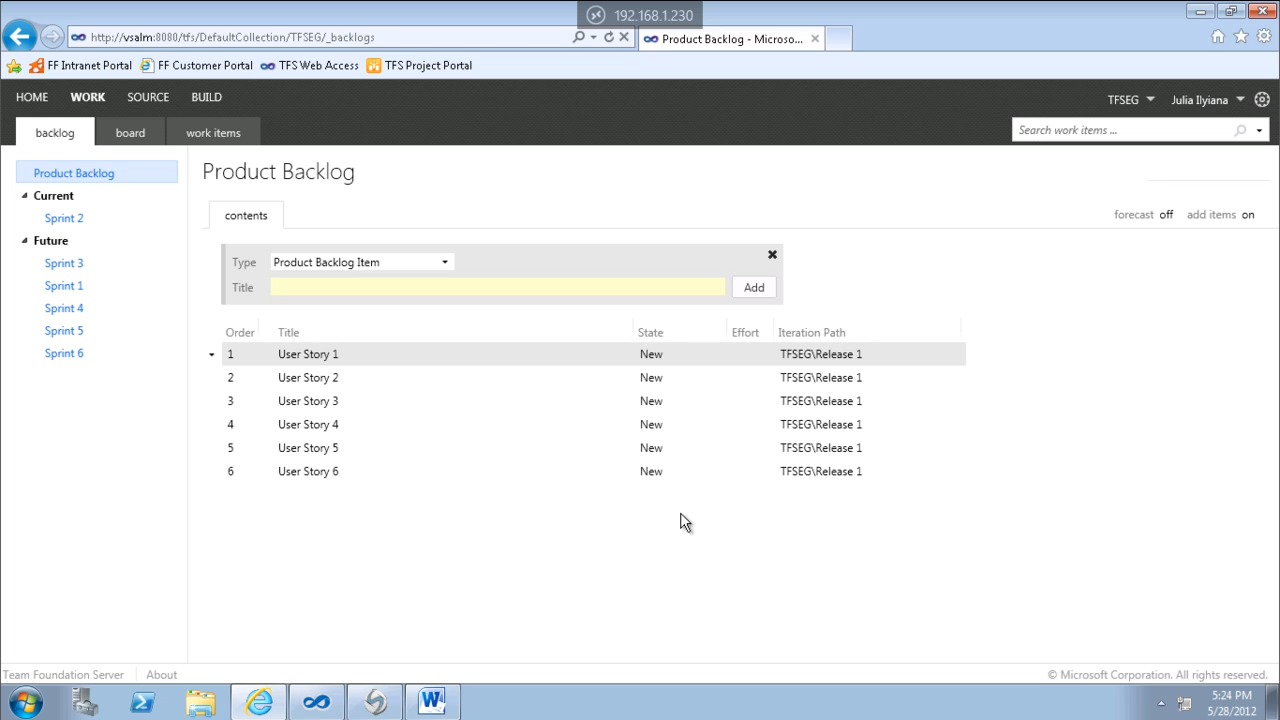 192.168.1.230
http://vsalm:8080/tfs/DefaultCollection/TFSEG/_backlogs
Product Backlog - Microso...
FF Intranet Portal
FF Customer Portal
TFS Web Access
TFS Project Portal
HOME
WORK
SOURCE
BUILD
TFSEG
Julia Ilyiana
backlog
board
work items
Search work items ...
Product Backlog
Current
Sprint 2
Future
Sprint 3
Sprint 1
Sprint 4
Sprint 5
Sprint 6
Product Backlog
contents
forecast off add items on
Type Product Backlog Item
Title
Add
Order Title State Effort Iteration Path
1 User Story 1 New TFSEG\Release 1
2 User Story 2 New TFSEG\Release 1
3 User Story 3 New TFSEG\Release 1
4 User Story 4 New TFSEG\Release 1
5 User Story 5 New TFSEG\Release 1
6 User Story 6 New TFSEG\Release 1
Team Foundation Server
About
© Microsoft Corporation. All rights reserved.
5:24 PM
5/28/2012